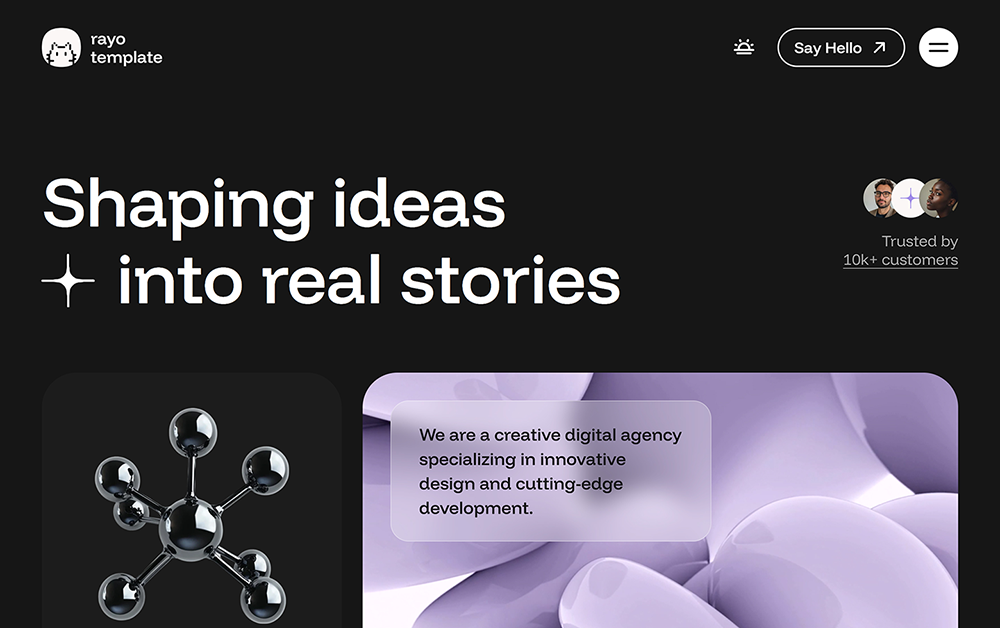 rayo
template
Say Hello
Shaping ideas
into real stories
Trusted by
10k+ customers
We are a creative digital agency
specializing in innovative
design and cutting-edge
development.